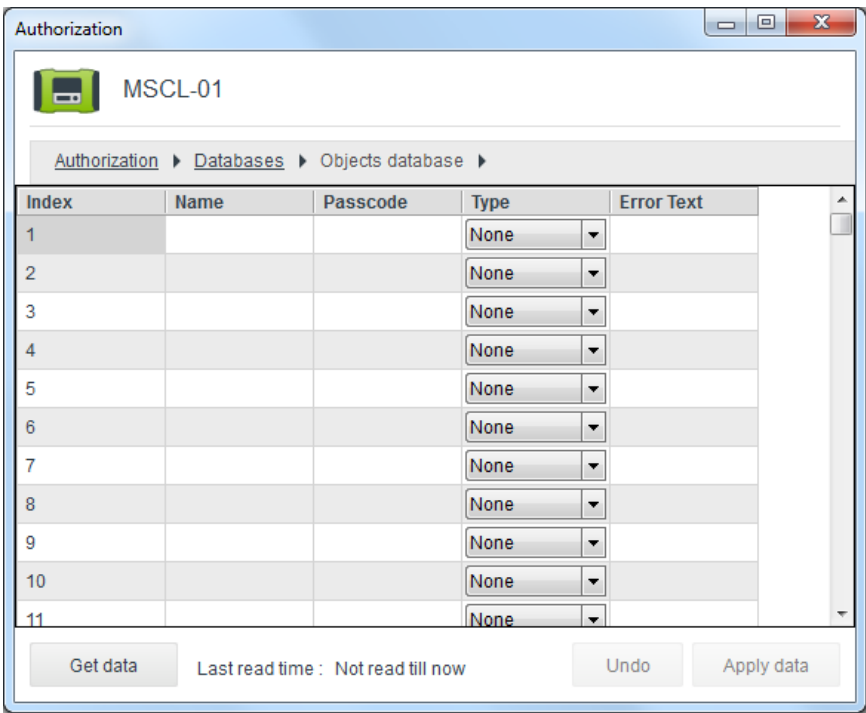 Authorization
MSCL-01
Authorization Databases Objects database
Index Name Passcode Type Error Text
1 None
2 None
3 None
4 None
5 None
6 None
7 None
8 None
9 None
10 None
11 None
Get data Last read time : Not read till now Undo Apply data